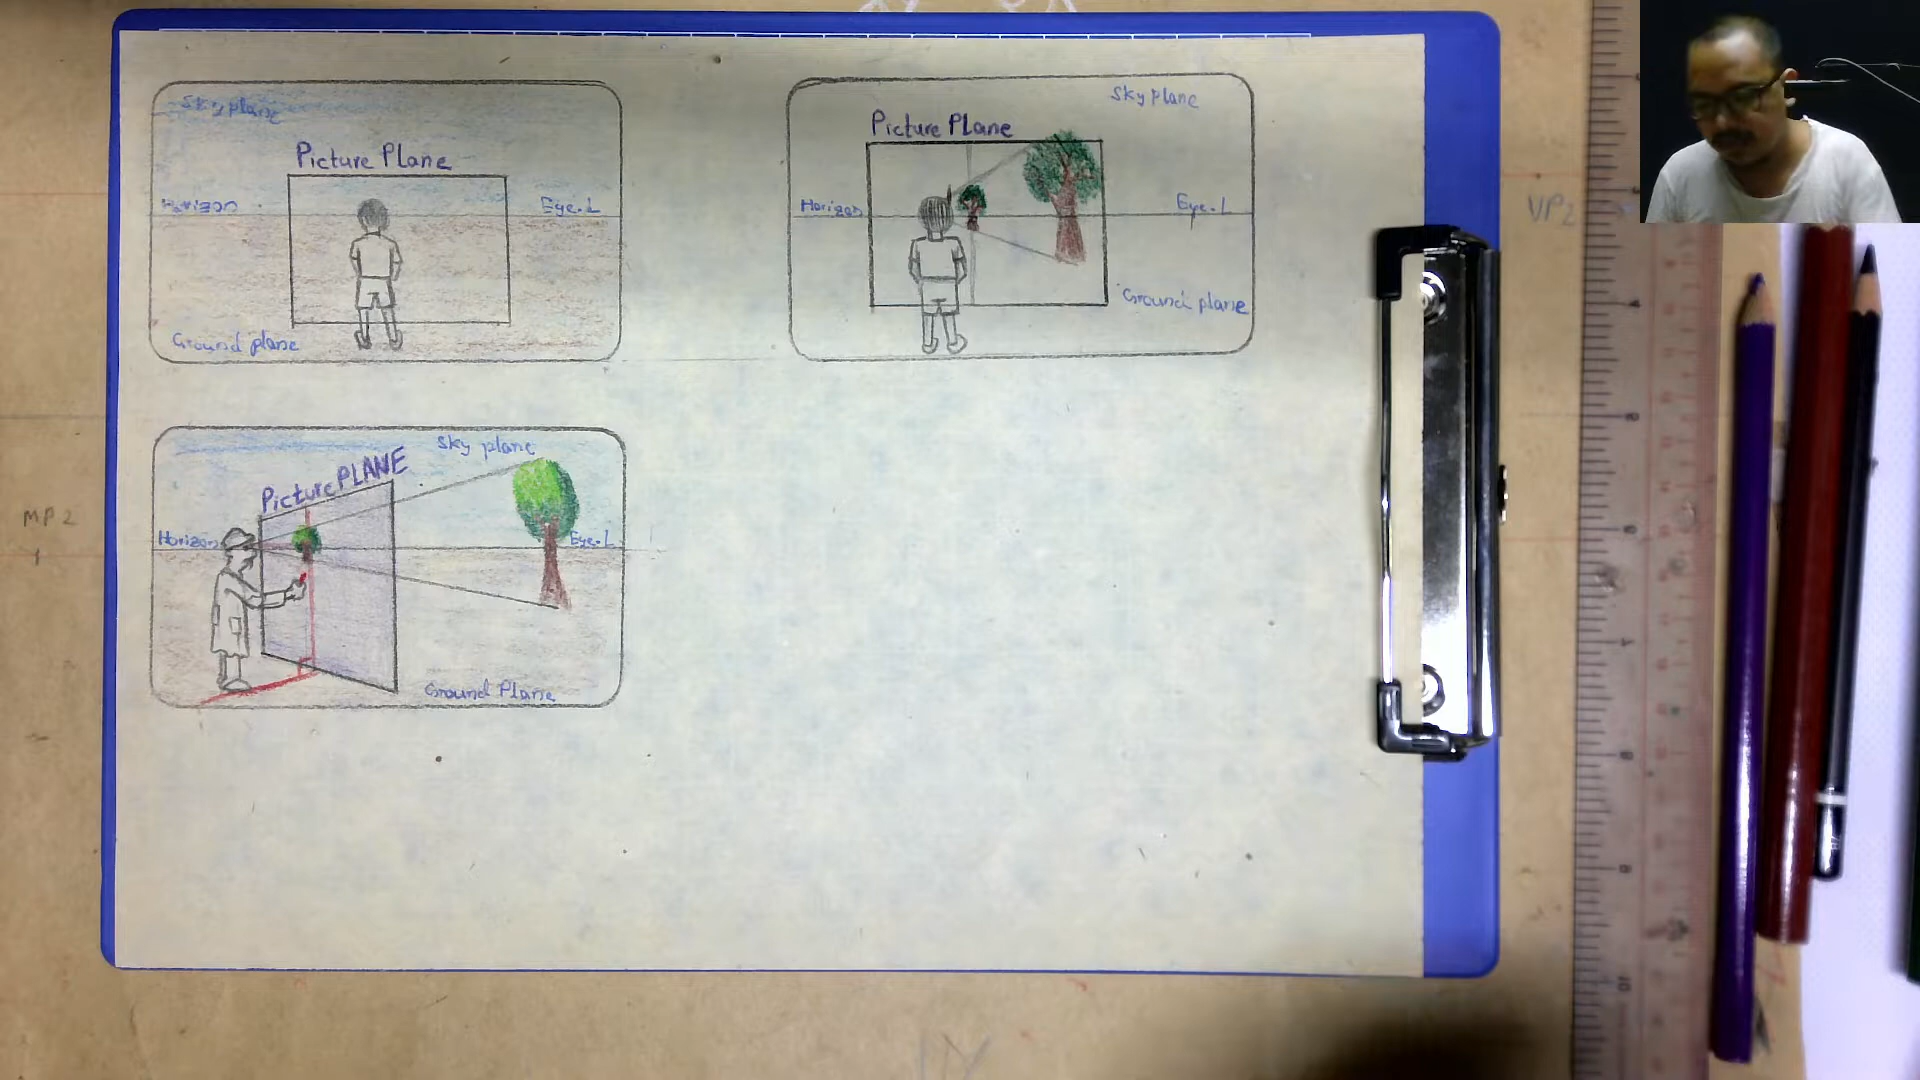 Sky plane
Picture Plane
Horizon
Eye.L
Ground plane
Sky plane
Picture Plane
Horizon
Eye.L
Ground plane
Sky plane
Picture PLANE
Horizon
Eye.L
Ground Plane
MP2
VP2